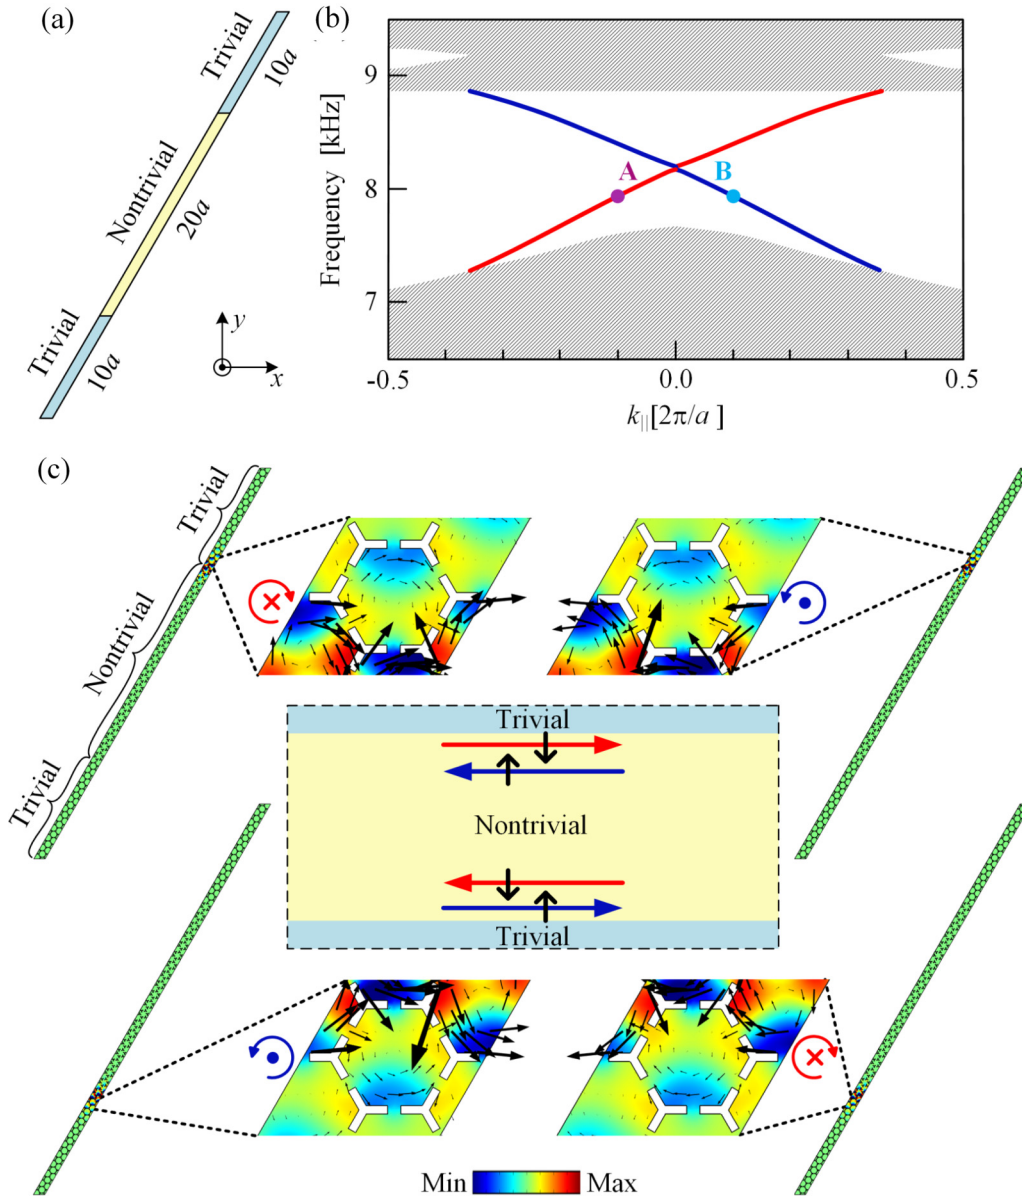 (a)
Trivial
10a
Nontrivial
20a
Trivial
10a
y
x
(b)
Frequency [kHz]
9
8
7
A
B
-0.5
0.0
0.5
k||[2π/a ]
(c)
Trivial
Nontrivial
Trivial
Trivial
Nontrivial
Trivial
Min
Max